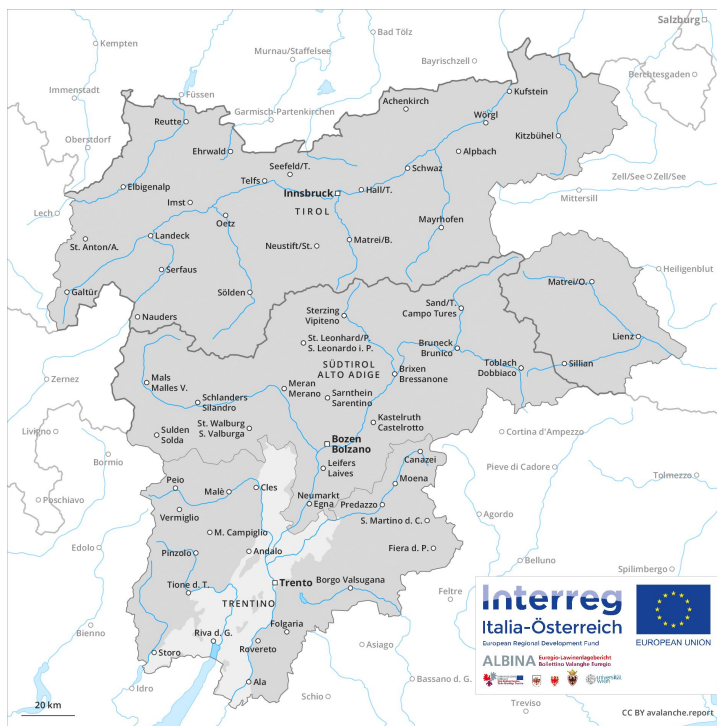 Salzburg
Kempten
Bad Tölz
Murnau/Staffelsee
Bayrischzell
Berchtesgaden
Immenstadt
Füssen
Garmisch-Partenkirchen
Achenkirch
Kufstein
Reutte
Wörgl
Oberstdorf
Kitzbühel
Ehrwald
Alpbach
Seefeld/T.
Schwaz
Telfs
Zell/See
Zell/See
Elbigenalp
Innsbruck
Hall/T.
Mittersill
Imst
TIROL
Lech
Oetz
Mayrhofen
Landeck
St. Anton/A.
Neustift/St.
Matrei/B.
Serfaus
Heiligenblut
Galtür
Sölden
Matrei/O.
Nauders
Sterzing
Vipiteno
Sand/T.
Campo Tures
Lienz
St. Leonhard/P.
S. Leonardo i. P.
Bruneck
Brunico
Toblach
Dobbiaco
Sillian
SÜDTIROL
ALTO ADIGE
Brixen
Bressanone
Zernez
Mals
Malles V.
Meran
Merano
Schlanders
Silandro
Sarnthein
Sarentino
Kastelruth
Castelrotto
Livigno
Sulden
Solda
St. Walburg
S. Valburga
Bozen
Bolzano
Cortina d'Ampezzo
Bormio
Canazei
Leifers
Laives
Pieve di Cadore
Tolmezzo
Peio
Moena
Malè
Cles
Neumarkt
Egna
Poschiavo
Predazzo
Vermiglio
S. Martino d. C.
Agordo
M. Campiglio
Edolo
Pinzolo
Andalo
Fiera d. P.
Belluno
Spilimbergo
Tione d. T.
Trento
Borgo Valsugana
Feltre
TRENTINO
Folgaria
Bienno
Riva d. G.
Rovereto
Asiago
Storo
Ala
Idro
Schio
Bassano d. G.
Treviso
20 km
Interreg
Italia-Österreich
European Regional Development Fund
EUROPEAN UNION
ALBINA
Euregio-Lawinenlagebericht
Bollettino Valanghe Euregio
universität
wien
CC BY avalanche.report